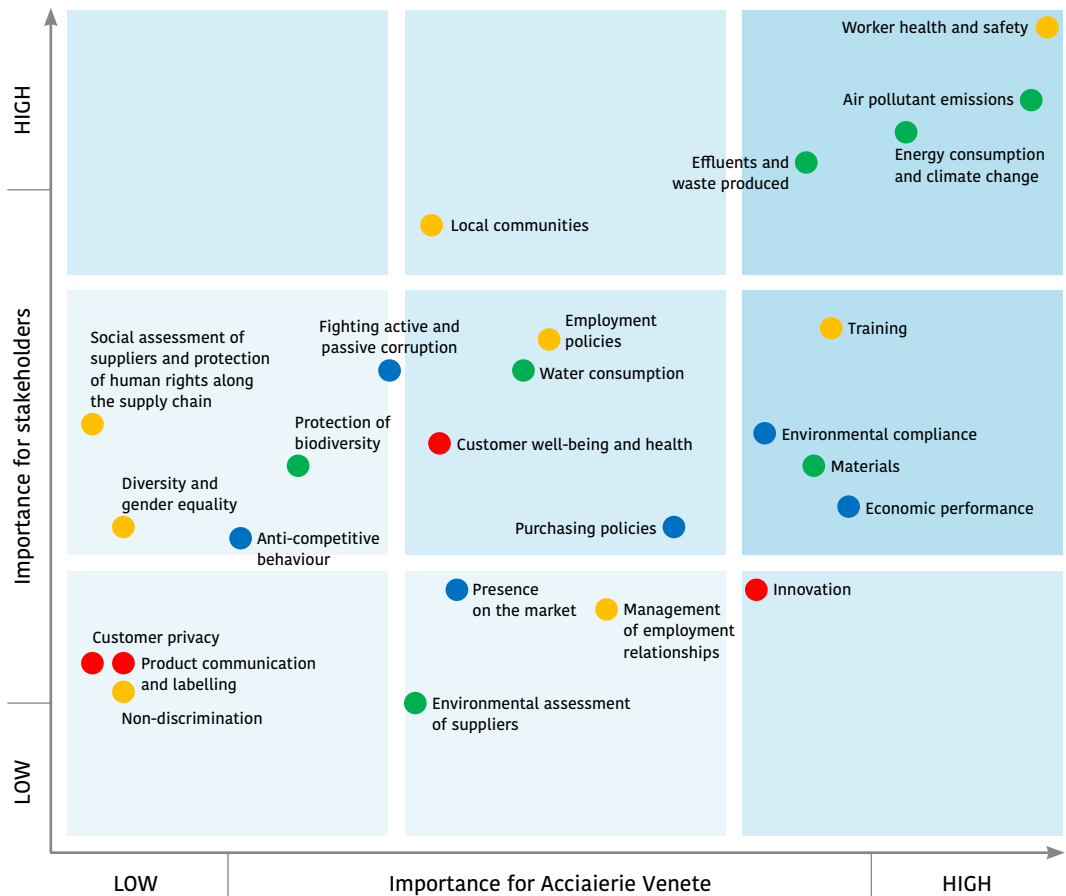 Worker health and safety
Air pollutant emissions
Energy consumption
and climate change
Effluents and
waste produced
Local communities
HIGH
Importance for stakeholders
LOW
Social assessment of
suppliers and protection
of human rights along
the supply chain
Fighting active and
passive corruption
Employment
policies
Water consumption
Training
Protection of
biodiversity
Customer well-being and health
Environmental compliance
Materials
Diversity and
gender equality
Economic performance
Purchasing policies
Anti-competitive
behaviour
Presence
on the market
Management
of employment
relationships
Innovation
Customer privacy
Product communication
and labelling
Non-discrimination
Environmental assessment
of suppliers
LOW
Importance for Acciaierie Venete
HIGH